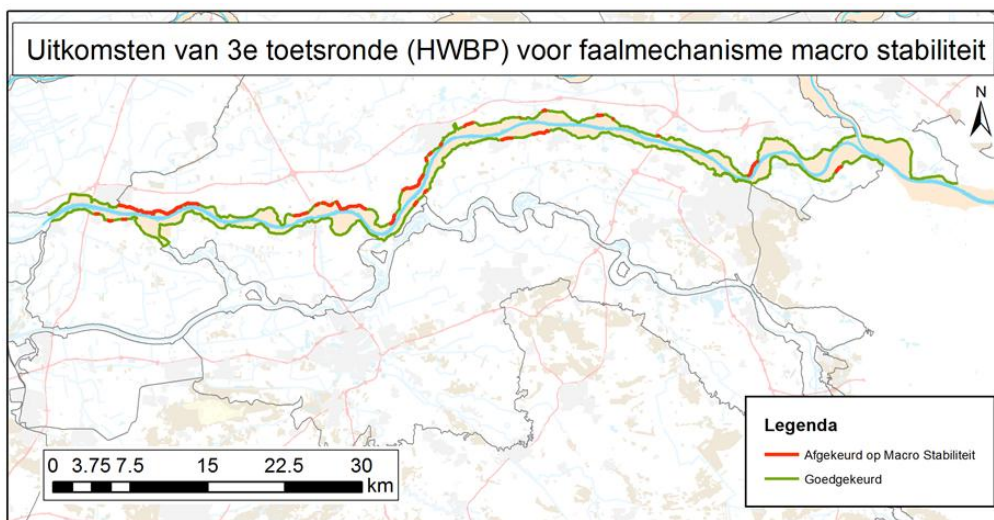 Uitkomsten van 3e toetsronde (HWBP) voor faalmechanisme macro stabiliteit
N
Legenda
Afgekeurd op Macro Stabiliteit
Goedgekeurd
0 3.75 7.5 15 22.5 30
km